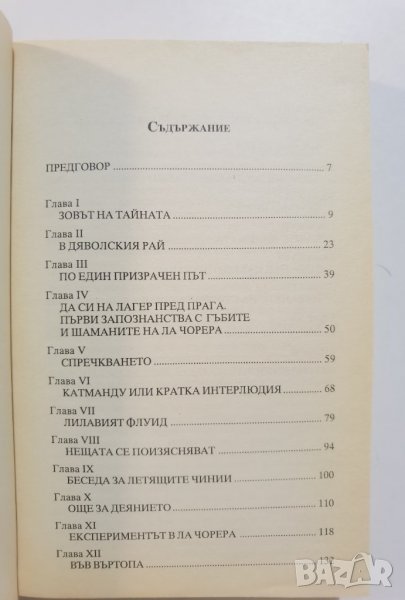 СЪДЪРЖАНИЕ
ПРЕДГОВОР ........ 7
Глава I
ЗОВЪТ НА ТАЙНАТА ........ 9
Глава II
В ДЯВОЛСКИЯ РАЙ ........ 23
Глава III
ПО ЕДИН ПРИЗРАЧЕН ПЪТ ........ 39
Глава IV
ДА СИ НА ЛАГЕР ПРЕД ПРАГА.
ПЪРВИ ЗАПОЗНАНСТВА С ГЪБИТЕ
И ШАМАНИТЕ НА ЛА ЧОРЕРА ........ 50
Глава V
СПРЕЧКВАНЕТО ........ 59
Глава VI
КАТМАНДУ ИЛИ КРАТКА ИНТЕРЛЮДИЯ ........ 68
Глава VII
ЛИЛАВИЯТ ФЛУИД ........ 79
Глава VIII
НЕЩАТА СЕ ПОИЗЯСНЯВАТ ........ 94
Глава IX
БЕСЕДА ЗА ЛЕТЯЩИТЕ ЧИНИИ ........ 100
Глава X
ОЩЕ ЗА ДЕЯНИЕТО ........ 110
Глава XI
ЕКСПЕРИМЕНТЪТ В ЛА ЧОРЕРА ........ 118
Глава XII
ВЪВ ВЪРТОПА ........ 132
BAZAR
bg